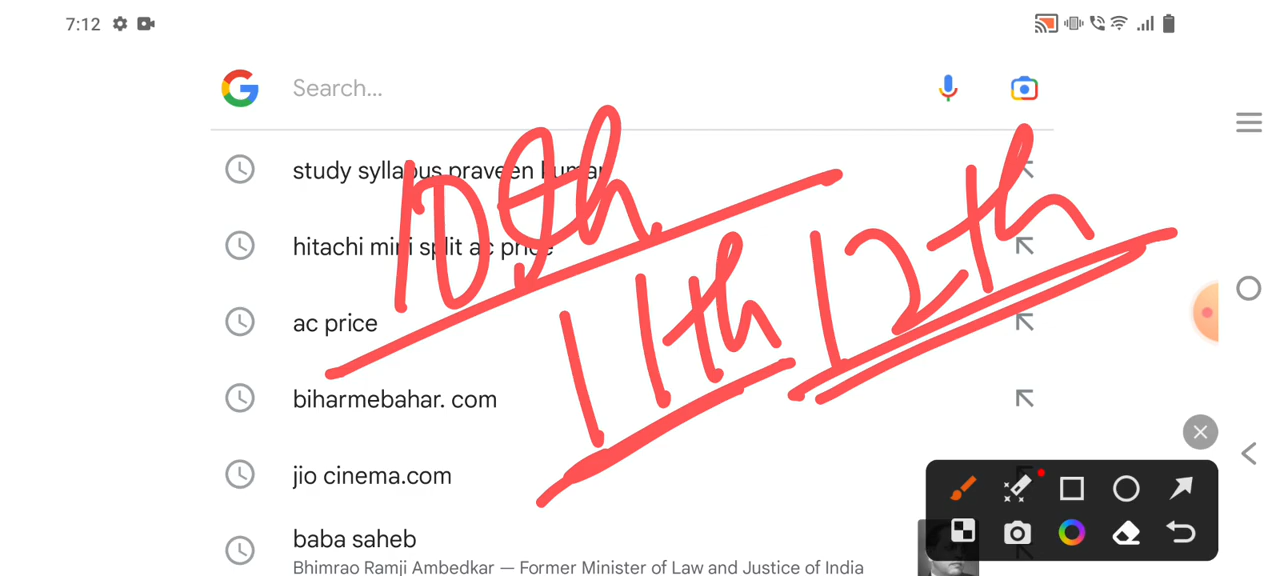 7:12
Search...
study syllabus praveen kumar
hitachi mini split ac price
ac price
biharmebahar. com
jio cinema.com
baba saheb
Bhimrao Ramji Ambedkar — Former Minister of Law and Justice of India
10th
11th
12th